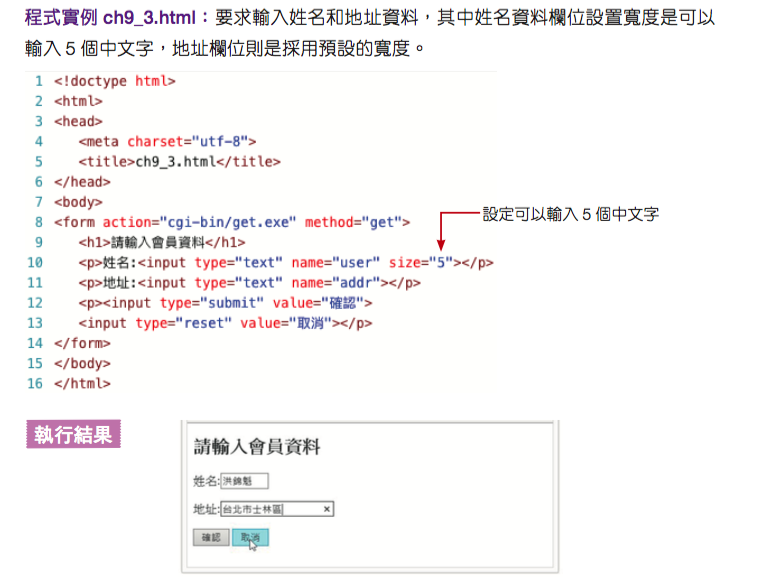 程式實例 ch9_3.html：要求輸入姓名和地址資料，其中姓名資料欄位設置寬度是可以
輸入 5 個中文字，地址欄位則是採用預設的寬度。
1 <!doctype html>
2 <html>
3 <head>
4 <meta charset="utf-8">
5 <title>ch9_3.html</title>
6 </head>
7 <body>
8 <form action="cgi-bin/get.exe" method="get">
設定可以輸入 5 個中文字
9 <h1>請輸入會員資料</h1>
10 <p>姓名:<input type="text" name="user" size="5"></p>
11 <p>地址:<input type="text" name="addr"></p>
12 <p><input type="submit" value="確認">
13 <input type="reset" value="取消"></p>
14 </form>
15 </body>
16 </html>
執行結果
請輸入會員資料
姓名:洪錦魁
地址:台北市士林區 ×
確認 取消